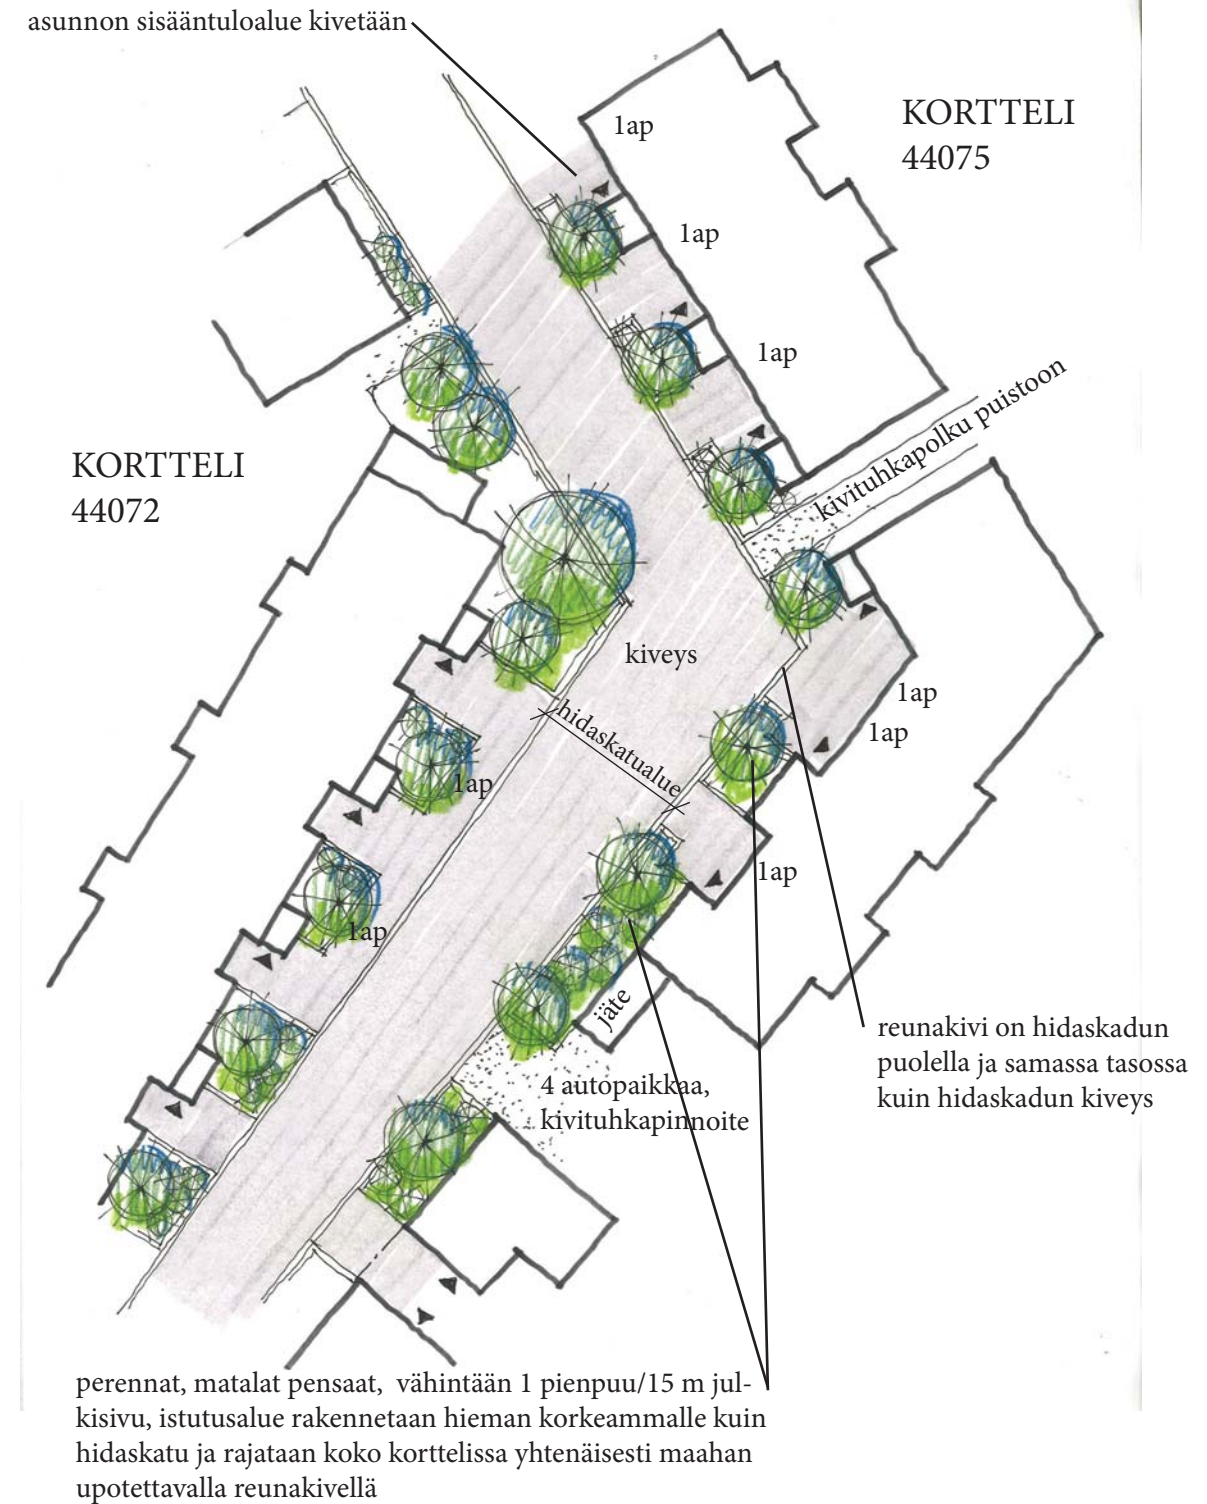 asunnon sisääntuloalue kivetään
KORTTELI
44075
1ap
1ap
1ap
kivituhkapolku puistoon
KORTTELI
44072
kiveys
hidaskatualue
1ap
1ap
1ap
1ap
1ap
jäte
4 autopaikkaa,
kivituhkapinnoite
reunakivi on hidaskadun
puolella ja samassa tasossa
kuin hidaskadun kiveys
perennat, matalat pensaat, vähintään 1 pienpuu/15 m jul-
kisivu, istutusalue rakennetaan hieman korkeammalle kuin
hidaskatu ja rajataan koko korttelissa yhtenäisesti maahan
upotettavalla reunakivellä